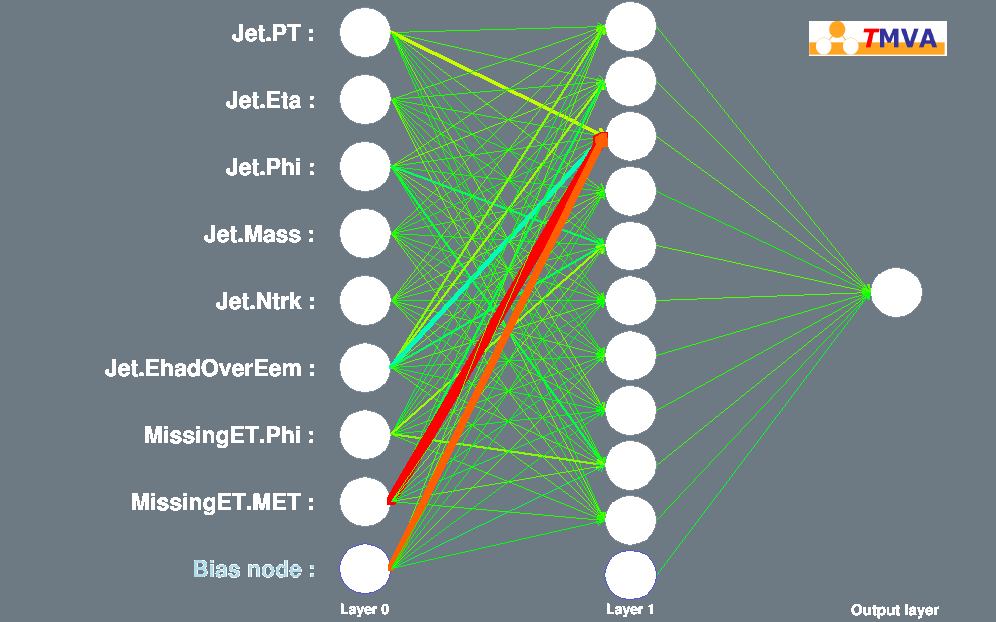 Jet.PT :
TMVA
Jet.Eta :
Jet.Phi :
Jet.Mass :
Jet.Ntrk :
Jet.EhadOverEem :
MissingET.Phi :
MissingET.MET :
Bias node :
Layer 0
Layer 1
Output layer